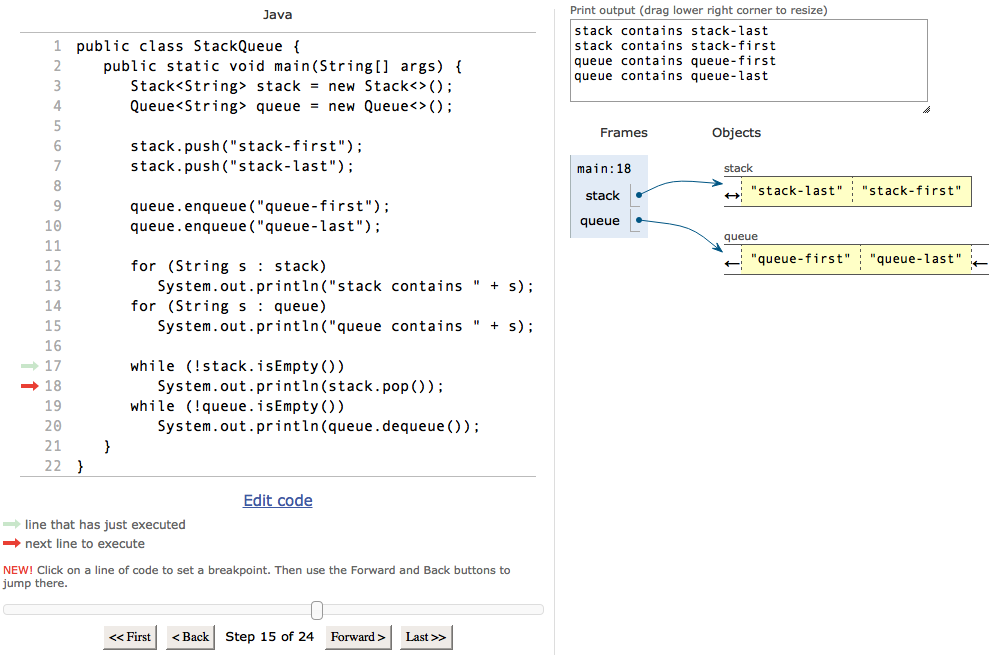 Java
1 public class StackQueue {
2 public static void main(String[] args) {
3 Stack<String> stack = new Stack<>();
4 Queue<String> queue = new Queue<>();
5
6 stack.push("stack-first");
7 stack.push("stack-last");
8
9 queue.enqueue("queue-first");
10 queue.enqueue("queue-last");
11
12 for (String s : stack)
13 System.out.println("stack contains " + s);
14 for (String s : queue)
15 System.out.println("queue contains " + s);
16
17 while (!stack.isEmpty())
18 System.out.println(stack.pop());
19 while (!queue.isEmpty())
20 System.out.println(queue.dequeue());
21 }
22 }
Edit code
line that has just executed
next line to execute
NEW! Click on a line of code to set a breakpoint. Then use the Forward and Back buttons to
jump there.
<< First < Back Step 15 of 24 Forward > Last >>
Print output (drag lower right corner to resize)
stack contains stack-last
stack contains stack-first
queue contains queue-first
queue contains queue-last
Frames Objects
main:18
stack
queue
stack
"stack-last" "stack-first"
queue
"queue-first" "queue-last"